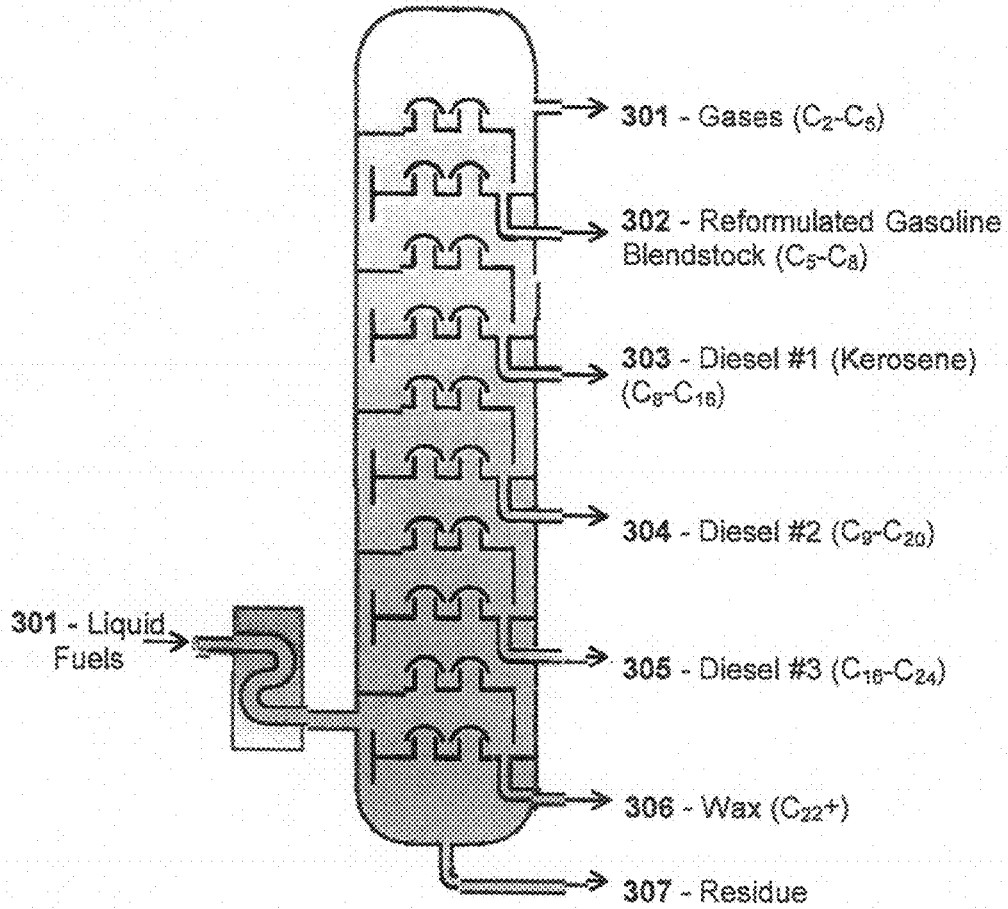 301 - Gases (C₂-C₅)
302 - Reformulated Gasoline
Blendstock (C₅-C₈)
303 - Diesel #1 (Kerosene)
(C₈-C₁₆)
304 - Diesel #2 (C₉-C₂₀)
301 - Liquid
Fuels
305 - Diesel #3 (C₁₆-C₂₄)
306 - Wax (C₂₂+)
307 - Residue